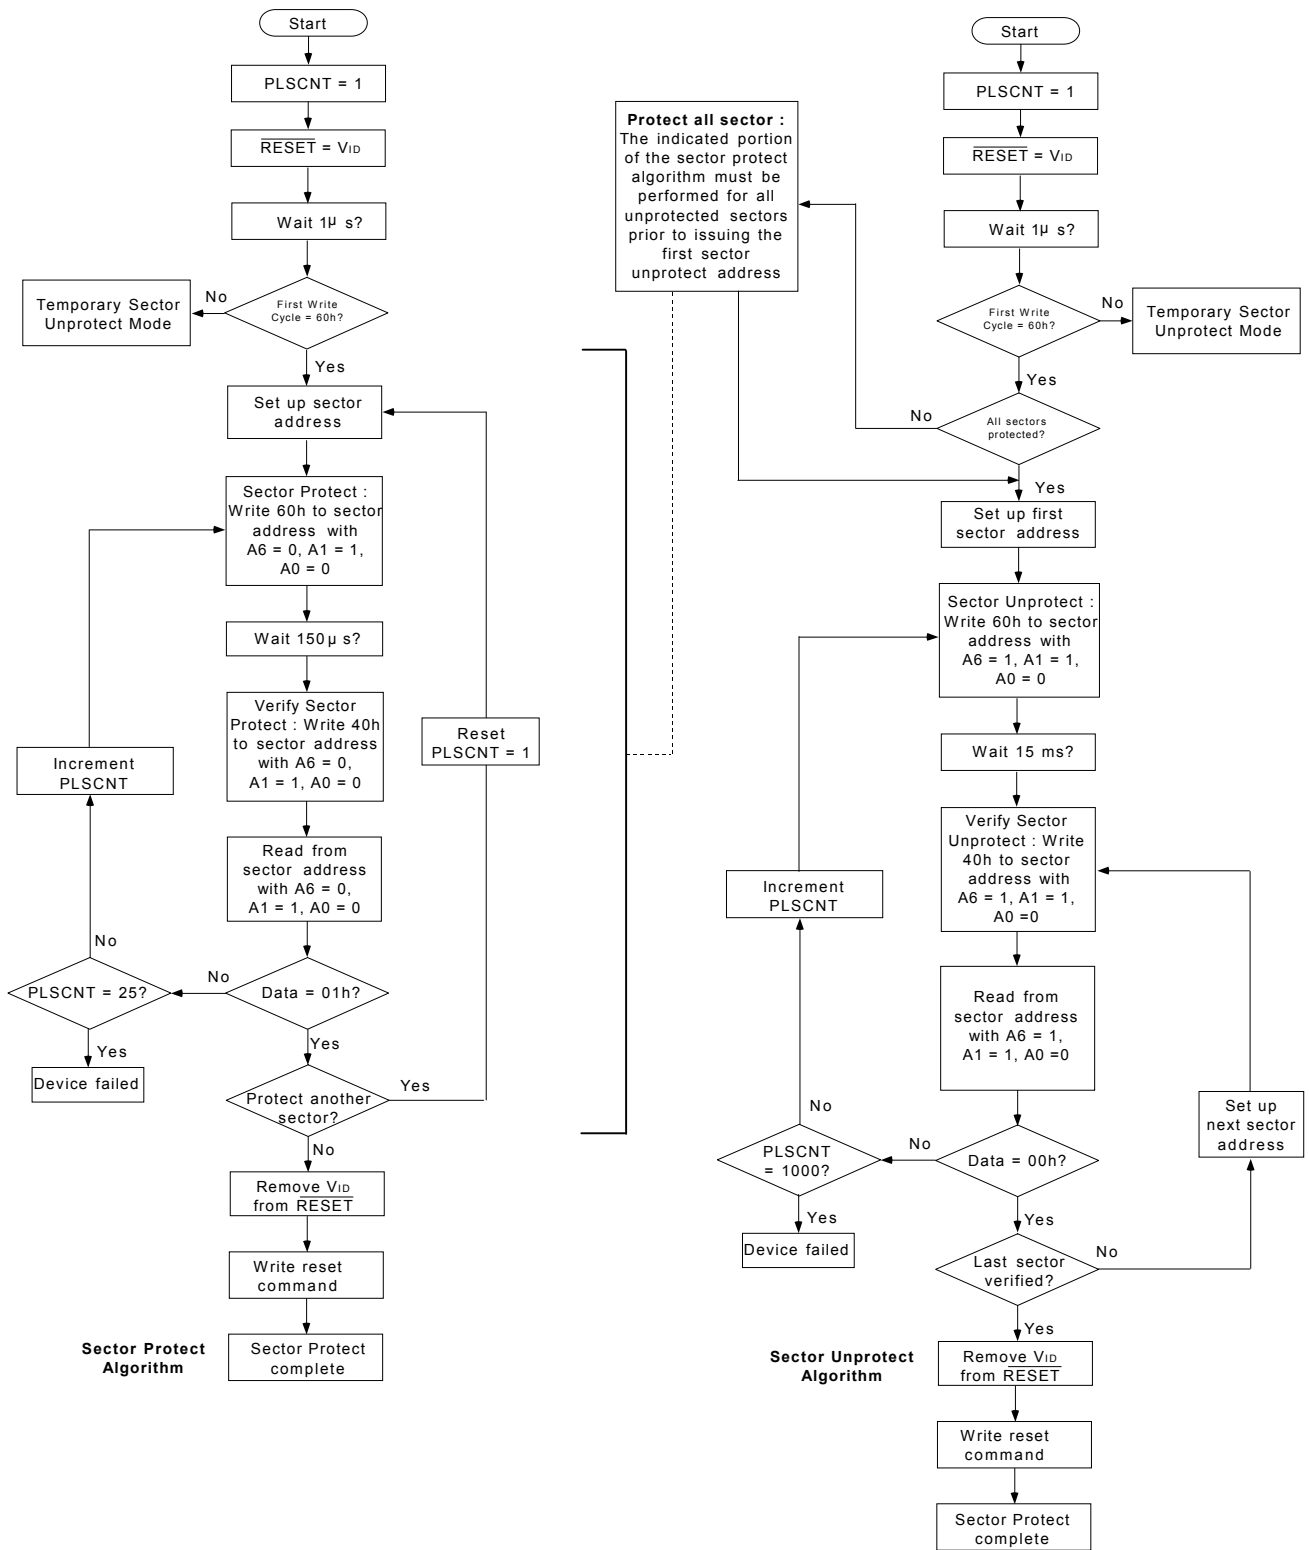 Start
PLSCNT = 1
RESET = VID
Wait 1μ s?
First Write
Cycle = 60h?
No
Temporary Sector
Unprotect Mode
Yes
Set up sector
address
Sector Protect :
Write 60h to sector
address with
A6 = 0, A1 = 1,
A0 = 0
Wait 150μ s?
Verify Sector
Protect : Write 40h
to sector address
with A6 = 0,
A1 = 1, A0 = 0
Reset
PLSCNT = 1
Increment
PLSCNT
Read from
sector address
with A6 = 0,
A1 = 1, A0 = 0
No
PLSCNT = 25?
No
Data = 01h?
Yes
Yes
Device failed
Protect another
sector?
Yes
No
Remove VID
from RESET
Write reset
command
Sector Protect
complete
Sector Protect
Algorithm
Protect all sector :
The indicated portion
of the sector protect
algorithm must be
performed for all
unprotected sectors
prior to issuing the
first sector
unprotect address
Start
PLSCNT = 1
RESET = VID
Wait 1μ s?
First Write
Cycle = 60h?
No
Temporary Sector
Unprotect Mode
Yes
No
All sectors
protected?
Yes
Set up first
sector address
Sector Unprotect :
Write 60h to sector
address with
A6 = 1, A1 = 1,
A0 = 0
Wait 15 ms?
Verify Sector
Unprotect : Write
40h to sector
address with
A6 = 1, A1 = 1,
A0 =0
Increment
PLSCNT
Read from
sector address
with A6 = 1,
A1 = 1, A0 =0
No
Set up
next sector
address
PLSCNT
= 1000?
No
Data = 00h?
Yes
Yes
Device failed
Last sector
verified?
No
Yes
Sector Unprotect
Algorithm
Remove VID
from RESET
Write reset
command
Sector Protect
complete